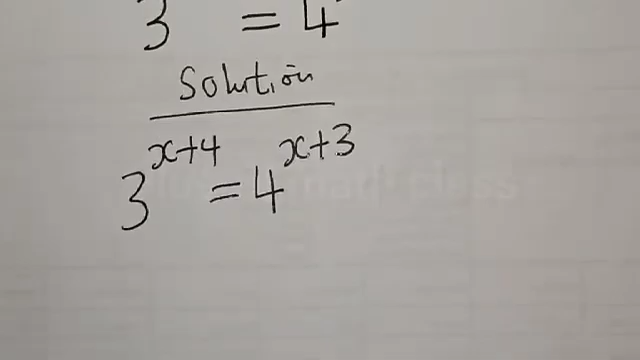 3 = 4
Solution
3^{x+4} = 4^{x+3}